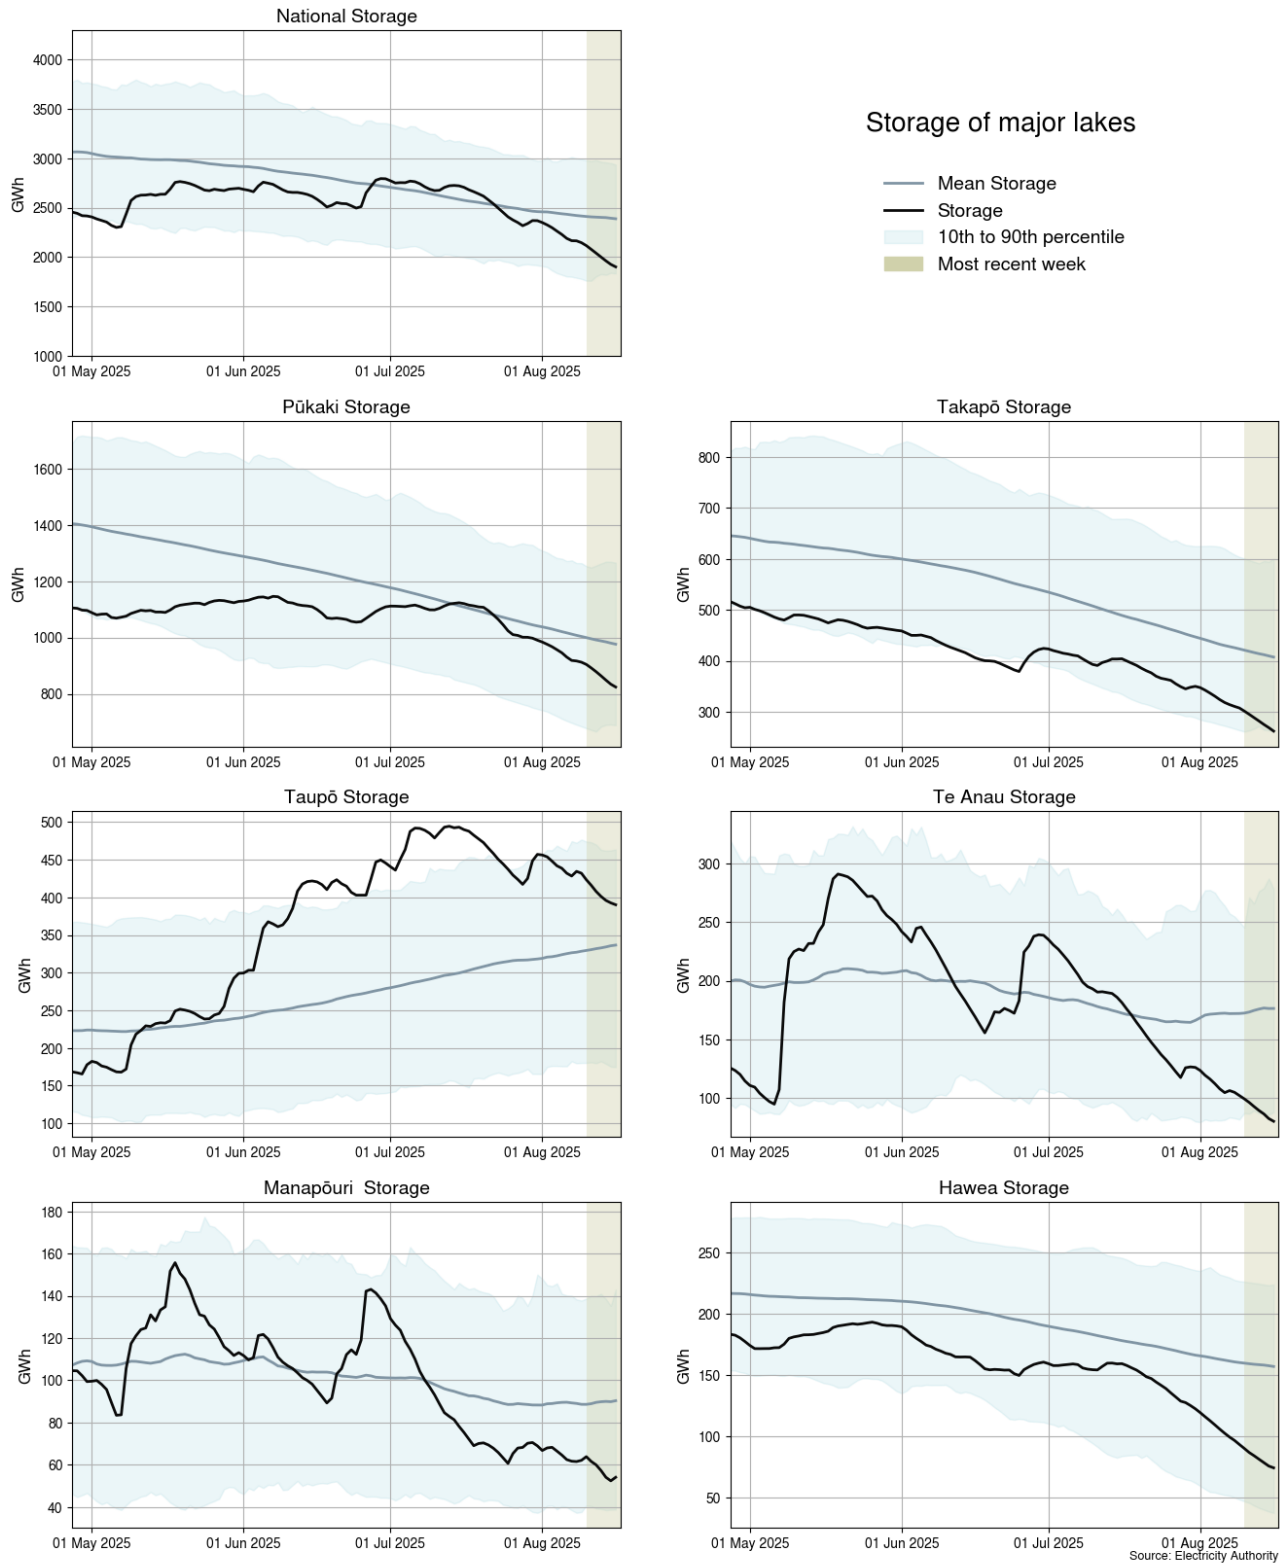 National Storage
GWh
4000
3500
3000
2500
2000
1500
1000
01 May 2025 01 Jun 2025 01 Jul 2025 01 Aug 2025
Storage of major lakes
Mean Storage
Storage
10th to 90th percentile
Most recent week
Pūkaki Storage
GWh
1600
1400
1200
1000
800
01 May 2025 01 Jun 2025 01 Jul 2025 01 Aug 2025
Takapō Storage
GWh
800
700
600
500
400
300
01 May 2025 01 Jun 2025 01 Jul 2025 01 Aug 2025
Taupō Storage
GWh
500
450
400
350
300
250
200
150
100
01 May 2025 01 Jun 2025 01 Jul 2025 01 Aug 2025
Te Anau Storage
GWh
300
250
200
150
100
01 May 2025 01 Jun 2025 01 Jul 2025 01 Aug 2025
Manapōuri  Storage
GWh
180
160
140
120
100
80
60
40
01 May 2025 01 Jun 2025 01 Jul 2025 01 Aug 2025
Hawea Storage
GWh
250
200
150
100
50
01 May 2025 01 Jun 2025 01 Jul 2025 01 Aug 2025
Source: Electricity Authority